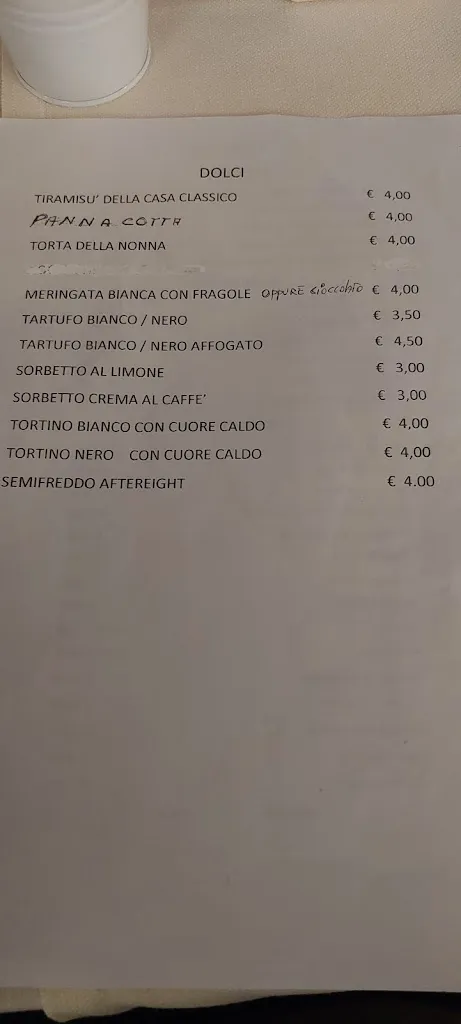 DOLCI
TIRAMISU' DELLA CASA CLASSICO € 4,00
PANNA COTTA € 4,00
TORTA DELLA NONNA € 4,00
MERINGATA BIANCA CON FRAGOLE OPPURE CIOCCOLATO € 4,00
TARTUFO BIANCO / NERO € 3,50
TARTUFO BIANCO / NERO AFFOGATO € 4,50
SORBETTO AL LIMONE € 3,00
SORBETTO CREMA AL CAFFE' € 3,00
TORTINO BIANCO CON CUORE CALDO € 4,00
TORTINO NERO CON CUORE CALDO € 4,00
SEMIFREDDO AFTEREIGHT € 4.00